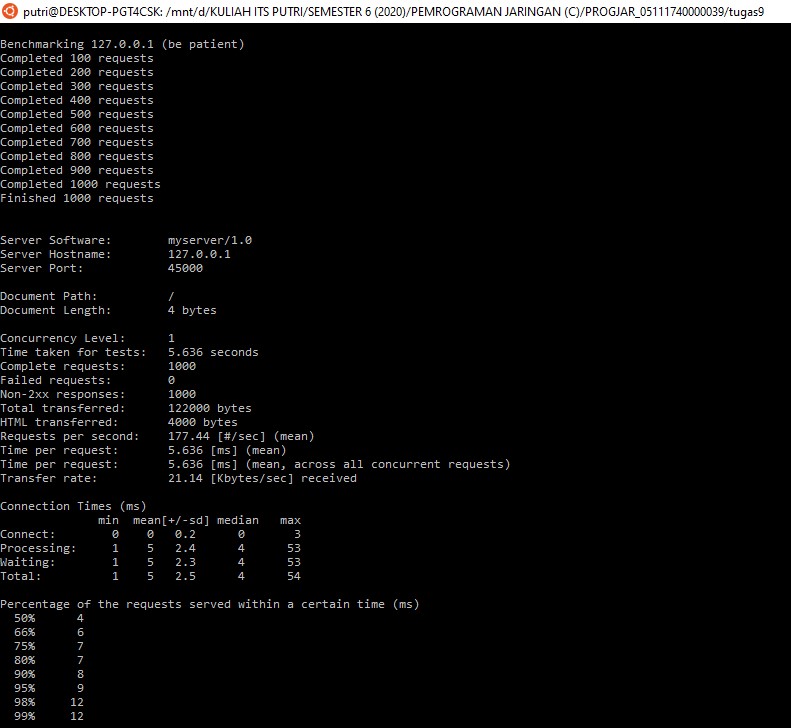 putri@DESKTOP-PGT4CSK: /mnt/d/KULIAH ITS PUTRI/SEMESTER 6 (2020)/PEMROGRAMAN JARINGAN (C)/PROGJAR_05111740000039/tugas9
Benchmarking 127.0.0.1 (be patient)
Completed 100 requests
Completed 200 requests
Completed 300 requests
Completed 400 requests
Completed 500 requests
Completed 600 requests
Completed 700 requests
Completed 800 requests
Completed 900 requests
Completed 1000 requests
Finished 1000 requests
Server Software:        myserver/1.0
Server Hostname:        127.0.0.1
Server Port:            45000
Document Path:          /
Document Length:        4 bytes
Concurrency Level:      1
Time taken for tests:   5.636 seconds
Complete requests:      1000
Failed requests:        0
Non-2xx responses:      1000
Total transferred:      122000 bytes
HTML transferred:       4000 bytes
Requests per second:    177.44 [#/sec] (mean)
Time per request:       5.636 [ms] (mean)
Time per request:       5.636 [ms] (mean, across all concurrent requests)
Transfer rate:          21.14 [Kbytes/sec] received
Connection Times (ms)
              min  mean[+/-sd] median   max
Connect:        0    0   0.2      0       3
Processing:     1    5   2.4      4      53
Waiting:        1    5   2.3      4      53
Total:          1    5   2.5      4      54
Percentage of the requests served within a certain time (ms)
  50%      4
  66%      6
  75%      7
  80%      7
  90%      8
  95%      9
  98%     12
  99%     12